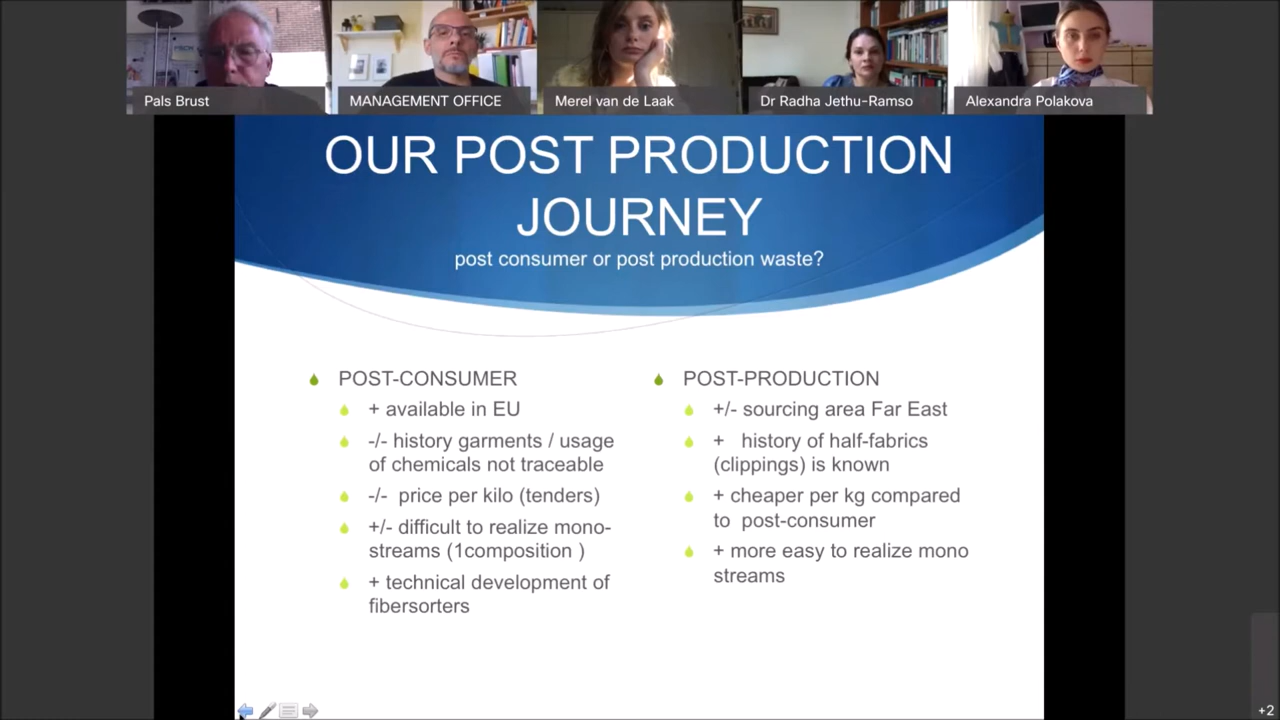 Pals Brust
MANAGEMENT OFFICE
Merel van de Laak
Dr Radha Jethu-Ramso
Alexandra Polakova
OUR POST PRODUCTION
JOURNEY
post consumer or post production waste?
POST-CONSUMER
+ available in EU
-/- history garments / usage
of chemicals not traceable
-/- price per kilo (tenders)
+/- difficult to realize mono-
streams (1composition )
+ technical development of
fibersorters
POST-PRODUCTION
+/- sourcing area Far East
+ history of half-fabrics
(clippings) is known
+ cheaper per kg compared
to post-consumer
+ more easy to realize mono
streams
+2